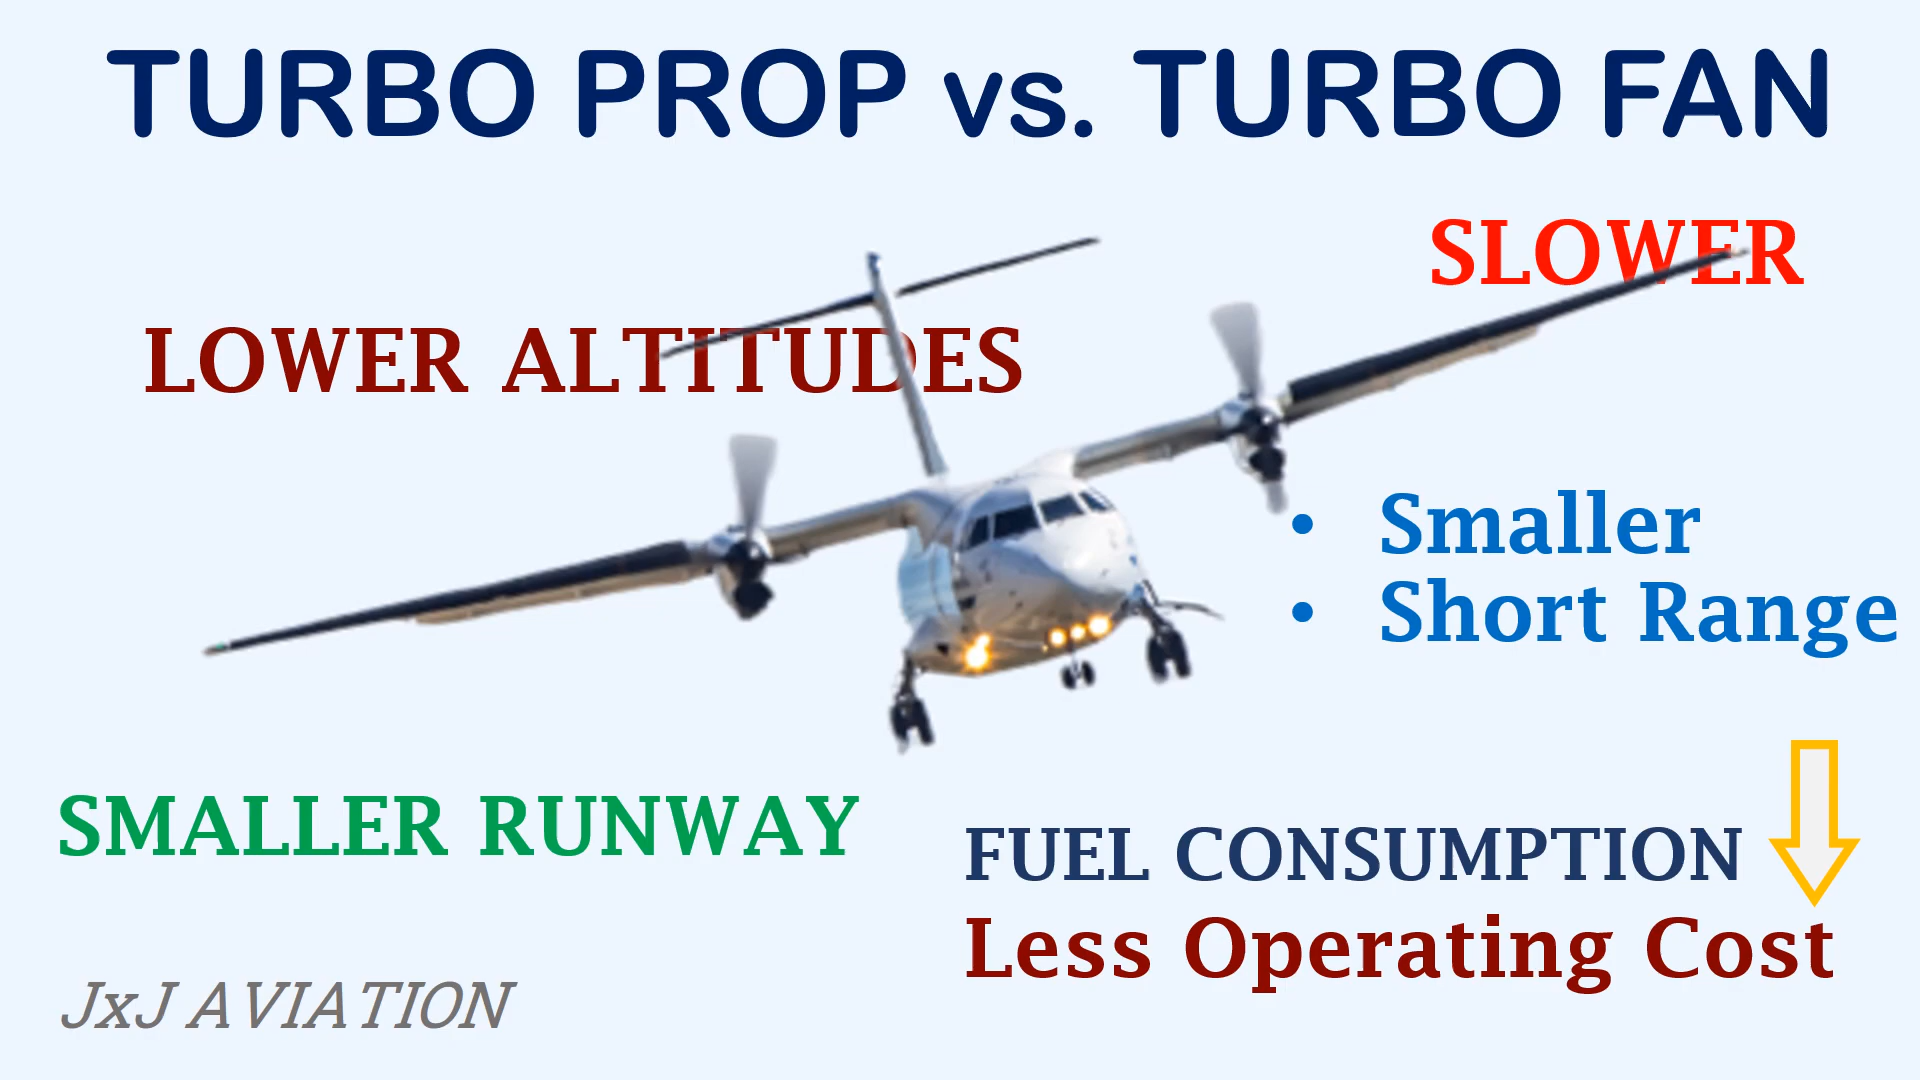 TURBO PROP vs. TURBO FAN
SLOWER
LOWER ALTITUDES
• Smaller
• Short Range
SMALLER RUNWAY
FUEL CONSUMPTION
Less Operating Cost
JxJ AVIATION